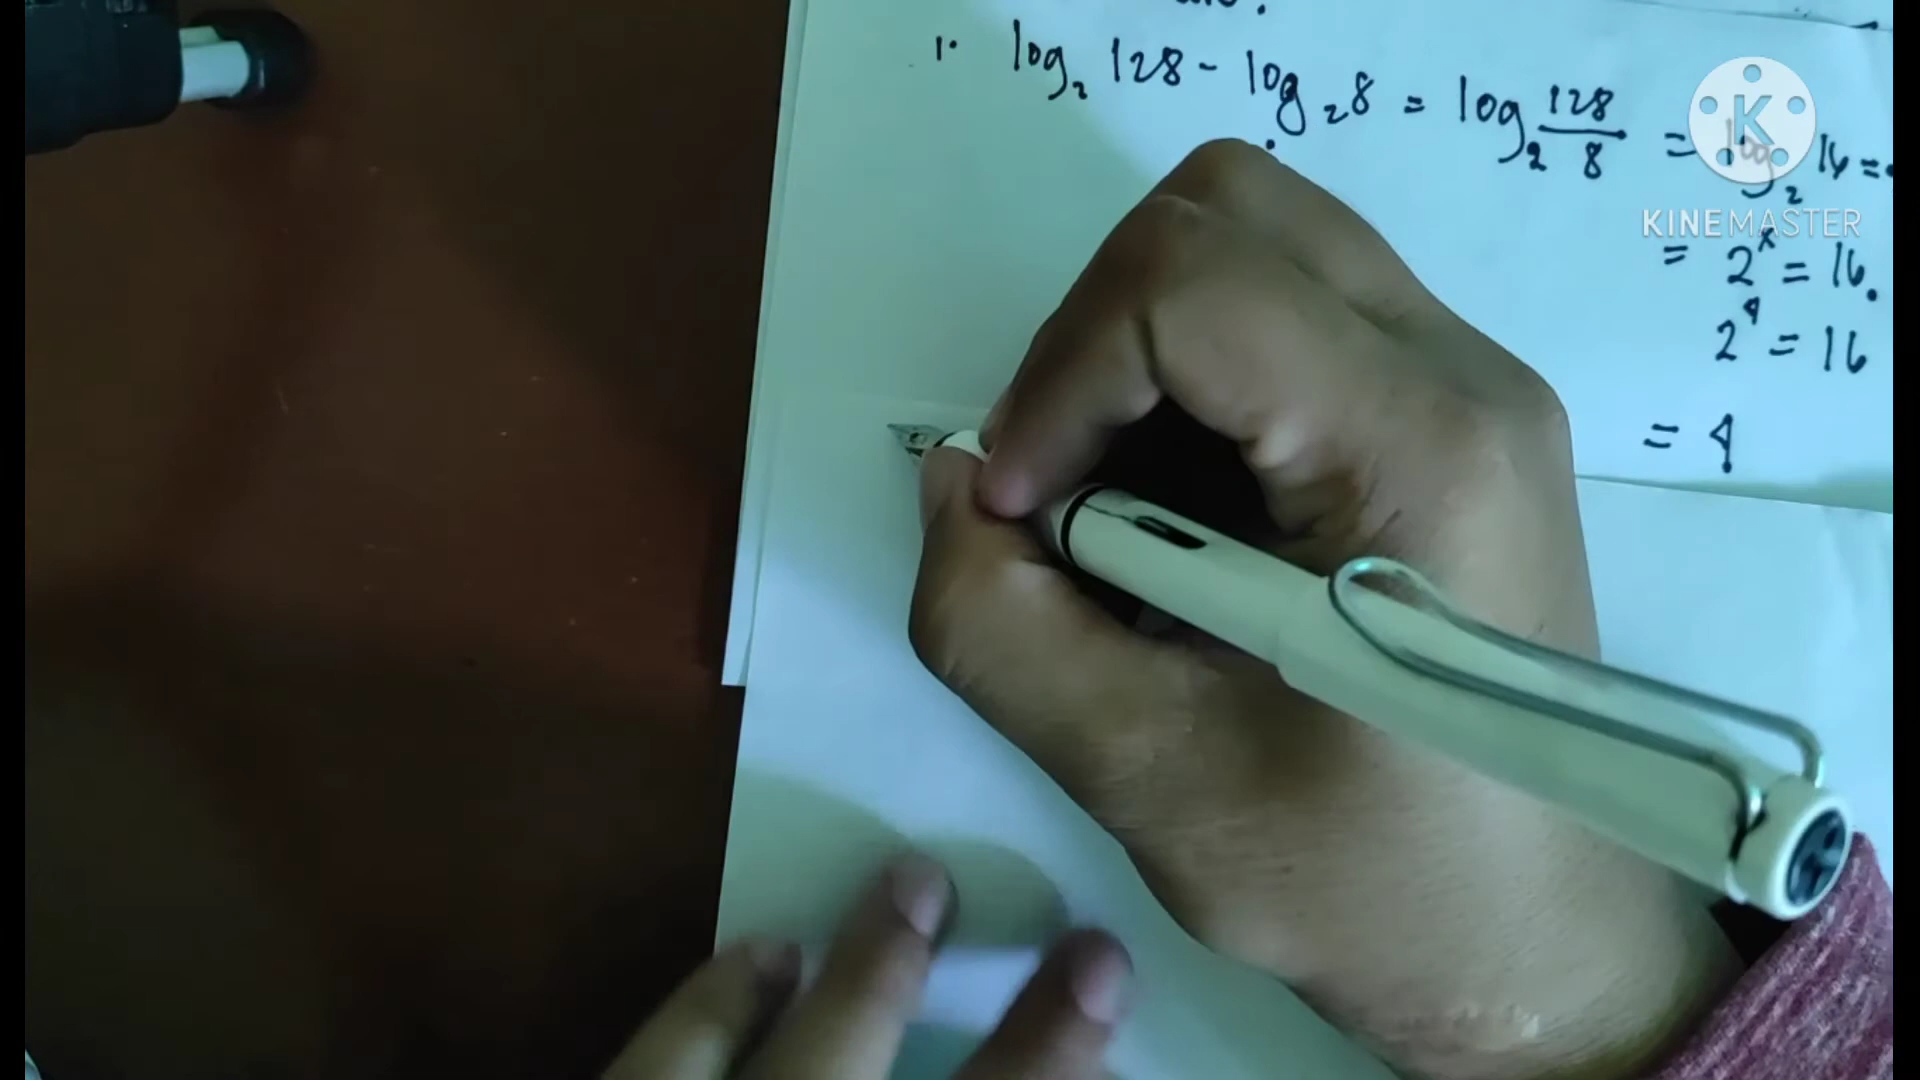 1. log₂ 128 - log₂ 8 = log₂ 128/8 = log₂ 16 =
= 2ˣ = 16.
2⁴ = 16
= 4
K
KINEMASTER